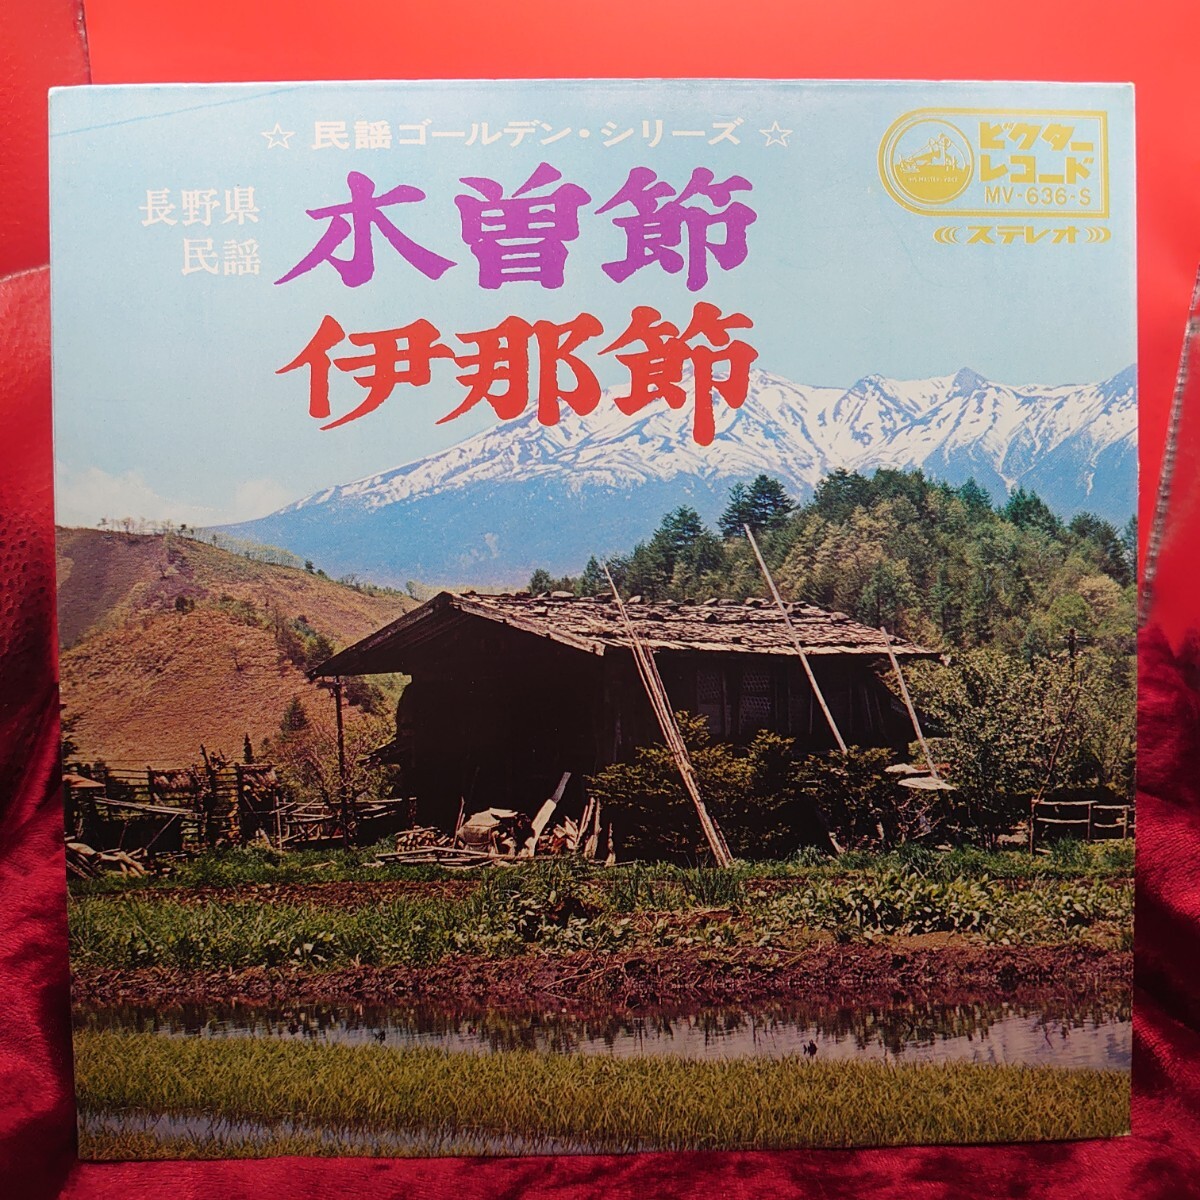 ☆ 民謡ゴールデン・シリーズ ☆
長野県
民謡
木曽節
伊那節
ビクター
レコード
MV-636-S
ステレオ